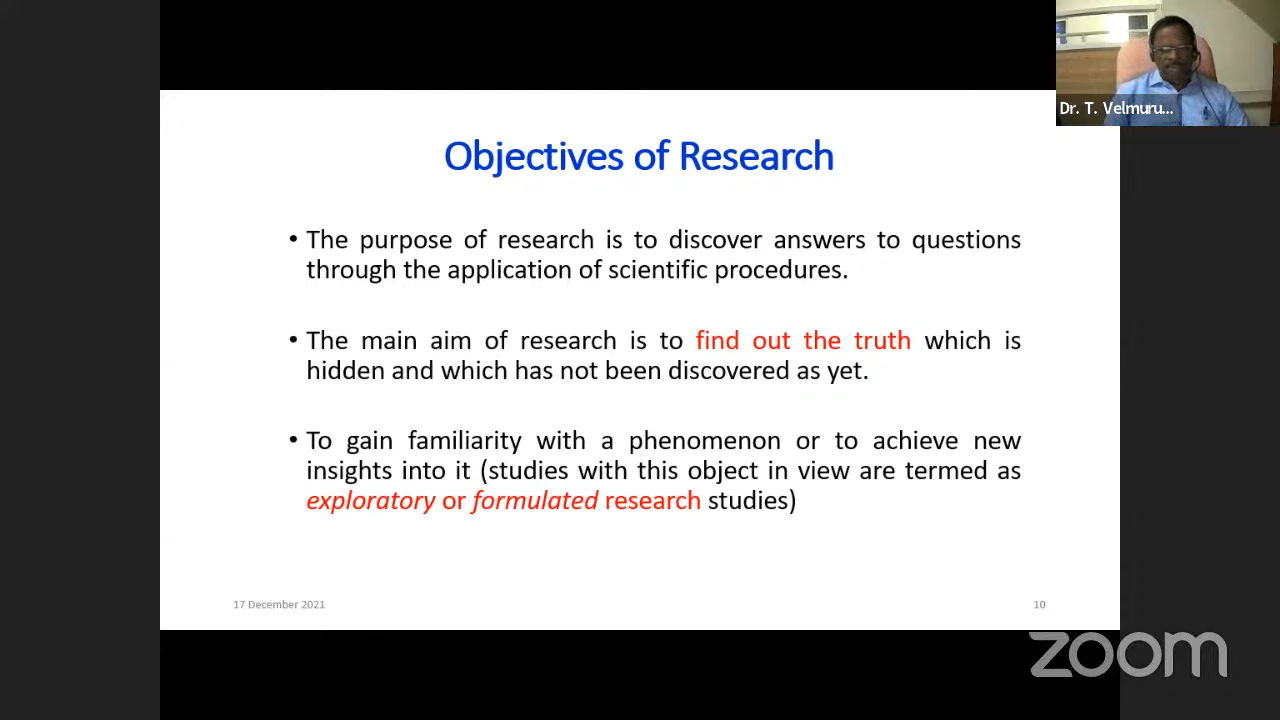 Dr. T. Velmuru...
Objectives of Research
• The purpose of research is to discover answers to questions
through the application of scientific procedures.
• The main aim of research is to find out the truth which is
hidden and which has not been discovered as yet.
• To gain familiarity with a phenomenon or to achieve new
insights into it (studies with this object in view are termed as
exploratory or formulated research studies)
17 December 2021
10
zoom